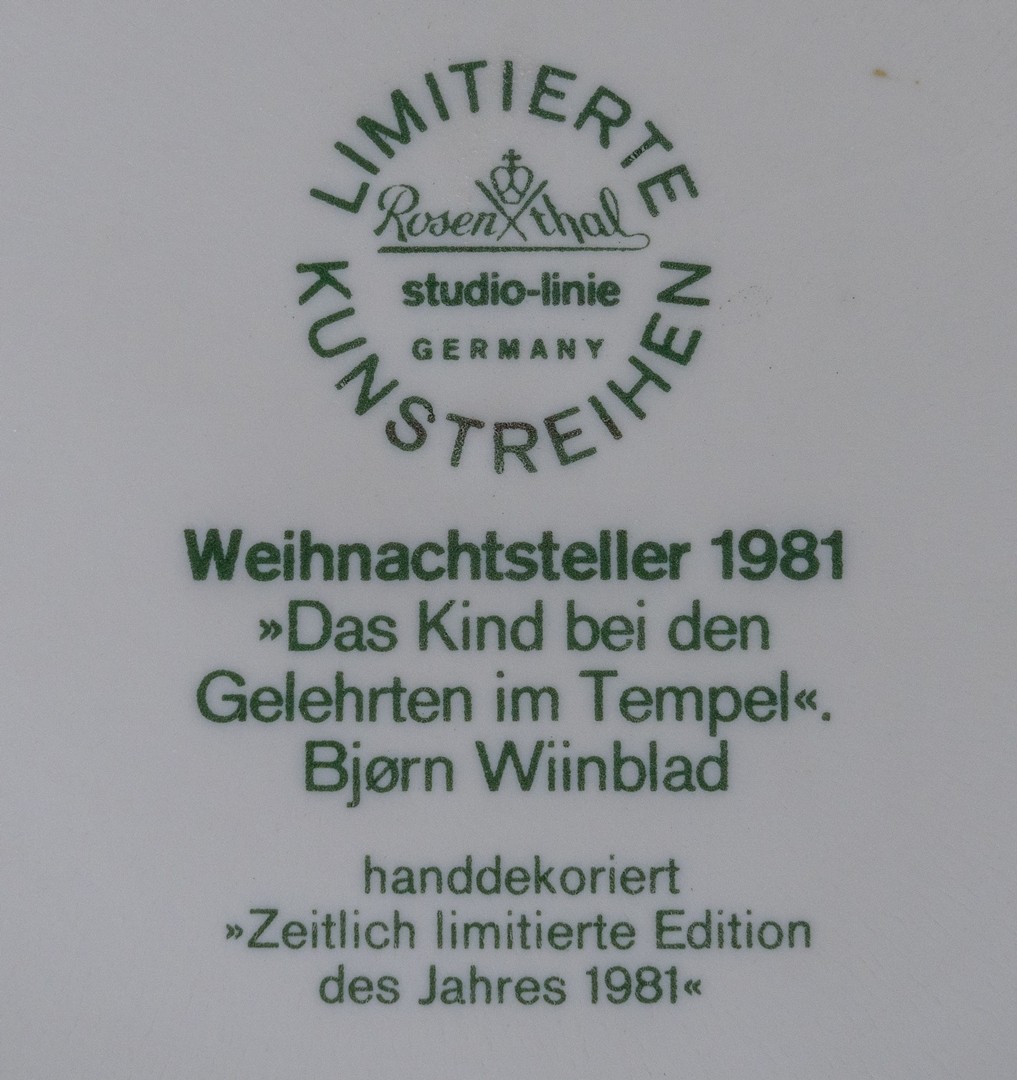 LIMITIERTE
Rosenthal
studio-linie
GERMANY
KUNSTREIHEN
Weihnachtsteller 1981
»Das Kind bei den
Gelehrten im Tempel«.
Bjørn Wiinblad
handdekoriert
»Zeitlich limitierte Edition
des Jahres 1981«